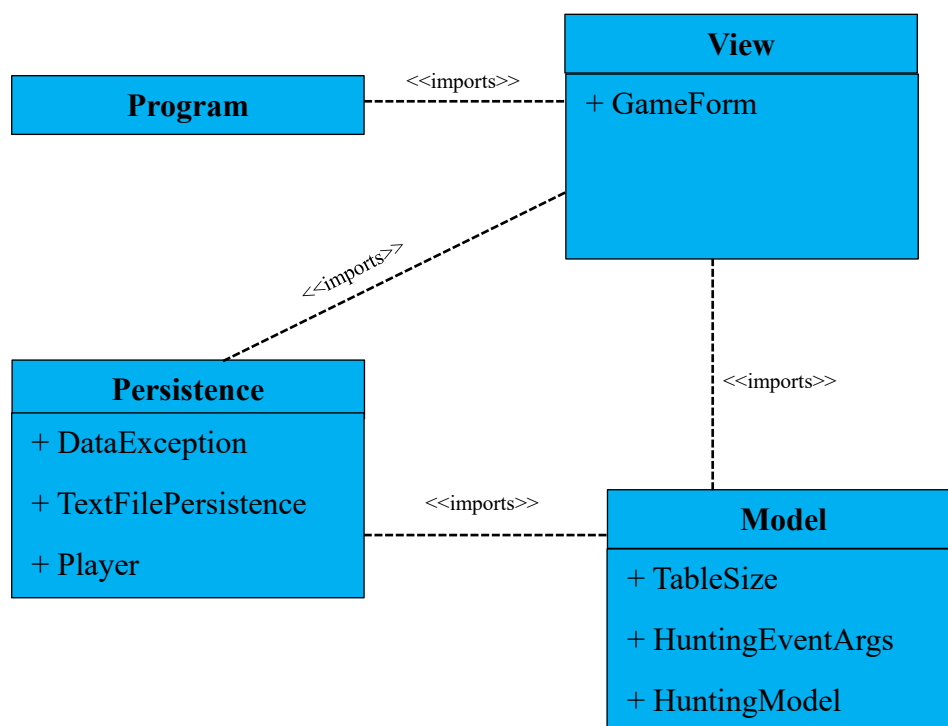 View
<<imports>>
Program
+ GameForm
<<imports>>
Persistence
<<imports>>
+ DataException
+ TextFilePersistence
+ Player
<<imports>>
Model
+ TableSize
+ HuntingEventArgs
+ HuntingModel